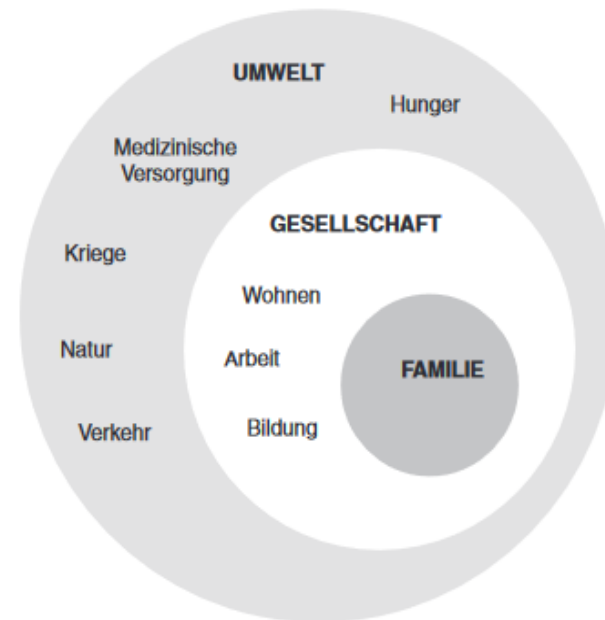 UMWELT
Hunger
Medizinische
Versorgung
GESELLSCHAFT
Kriege
Wohnen
Natur
Arbeit
FAMILIE
Verkehr
Bildung